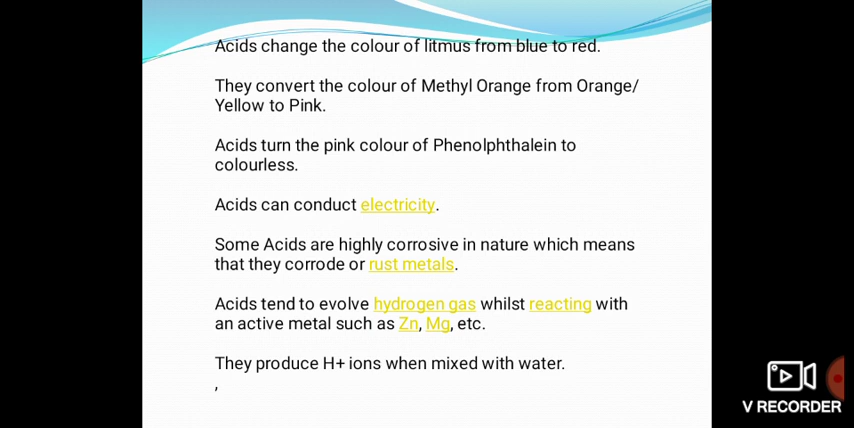 Acids change the colour of litmus from blue to red.
They convert the colour of Methyl Orange from Orange/
Yellow to Pink.
Acids turn the pink colour of Phenolphthalein to
colourless.
Acids can conduct electricity.
Some Acids are highly corrosive in nature which means
that they corrode or rust metals.
Acids tend to evolve hydrogen gas whilst reacting with
an active metal such as Zn, Mg, etc.
They produce H+ ions when mixed with water.
,
V RECORDER